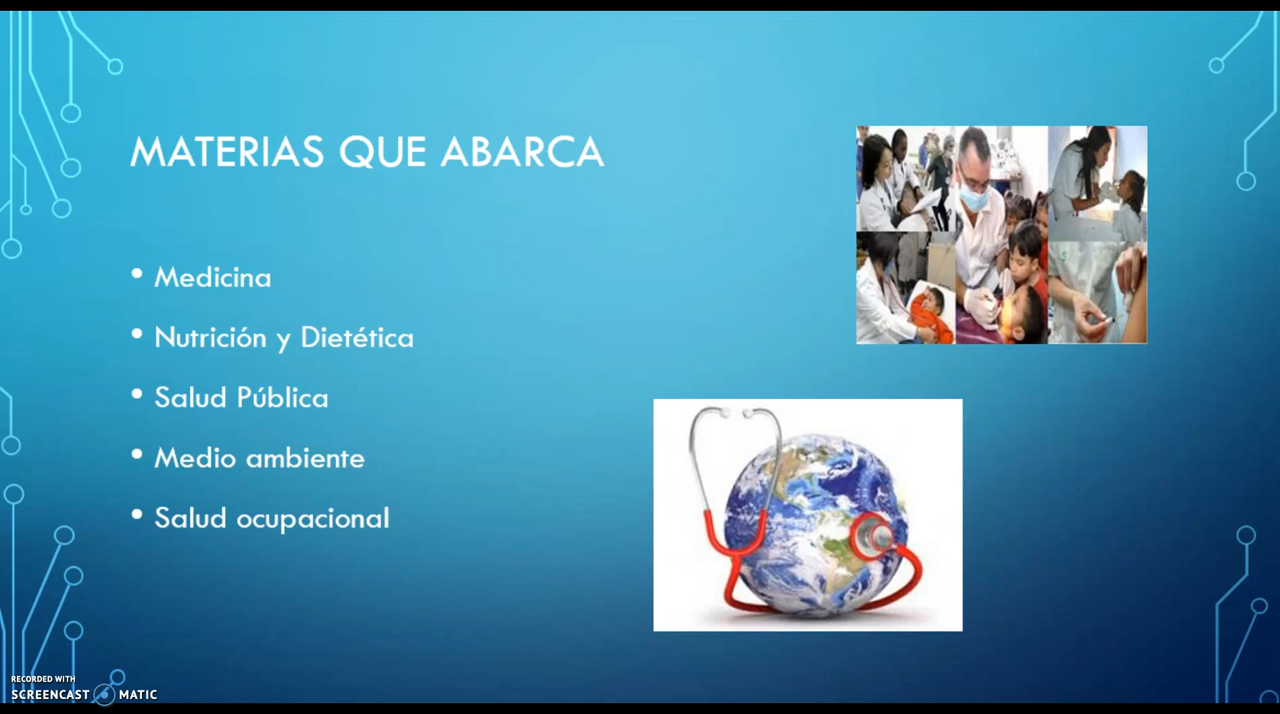 MATERIAS QUE ABARCA
• Medicina
• Nutrición y Dietética
• Salud Pública
• Medio ambiente
• Salud ocupacional
RECORDED WITH
SCREENCAST MATIC